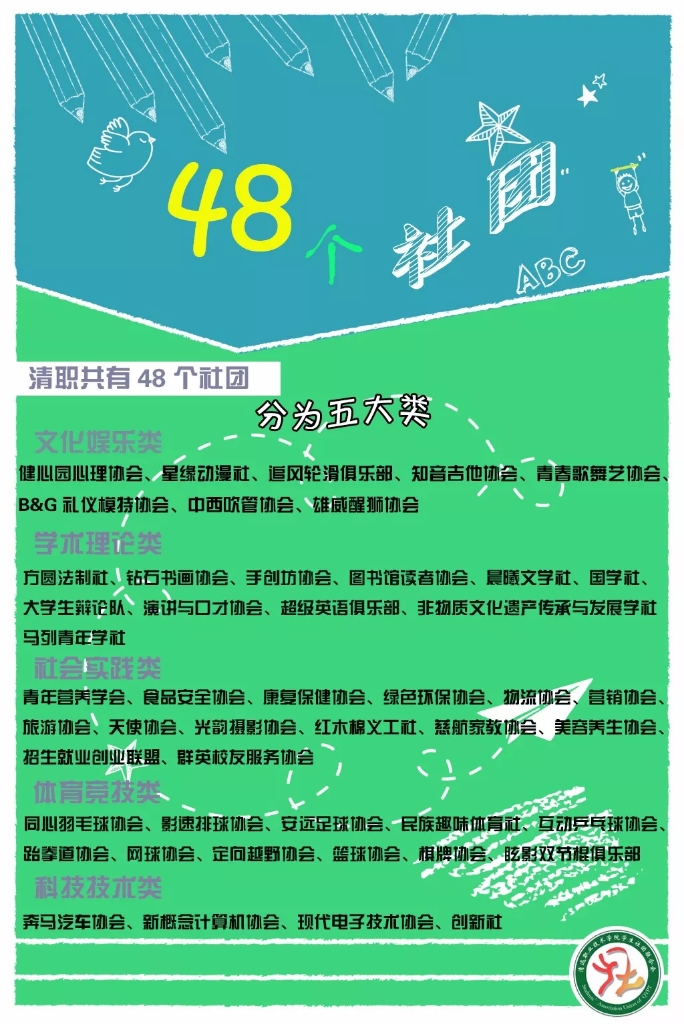 48个社团
ABC
清职共有 48 个社团
分为五大类
文化娱乐类
健心园心理协会、星缘动漫社、追风轮滑俱乐部、知音吉他协会、青春歌舞艺协会、
B&G 礼仪模特协会、中西吹管协会、雄威醒狮协会
学术理论类
方圆法制社、钻石书画协会、手创坊协会、图书馆读者协会、晨曦文学社、国学社、
大学生辩论队、演讲与口才协会、超级英语俱乐部、非物质文化遗产传承与发展学社
马列青年学社
社会实践类
青年营养学会、食品安全协会、康复保健协会、绿色环保协会、物流协会、营销协会、
旅游协会、天使协会、光韵摄影协会、红木棉义工社、慈航家教协会、美容养生协会、
招生就业创业联盟、群英校友服务协会
体育竞技类
同心羽毛球协会、影速排球协会、安远足球协会、民族趣味体育社、互动乒乓球协会、
跆拳道协会、网球协会、定向越野协会、篮球协会、棋牌协会、眩影双节棍俱乐部
科技技术类
奔马汽车协会、新概念计算机协会、现代电子技术协会、创新社